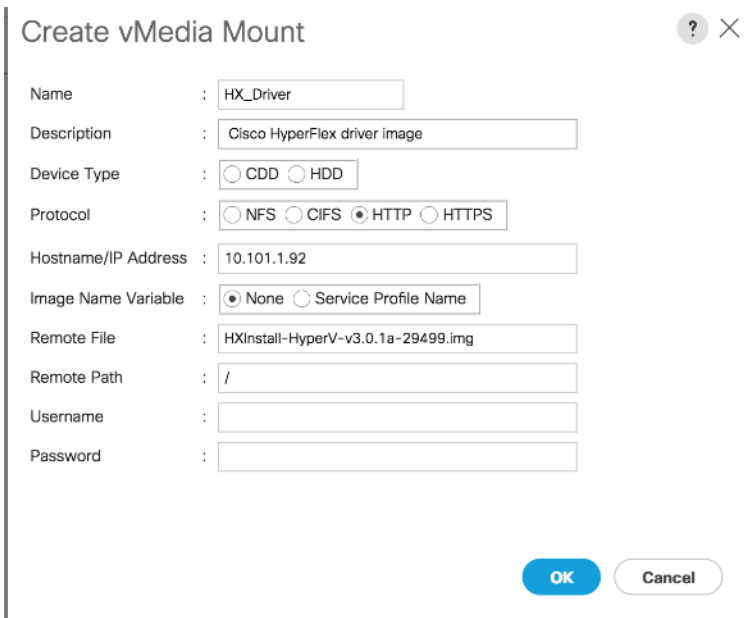 Create vMedia Mount
? ×
Name : HX_Driver
Description : Cisco HyperFlex driver image
Device Type : CDD HDD
Protocol : NFS CIFS HTTP HTTPS
Hostname/IP Address : 10.101.1.92
Image Name Variable : None Service Profile Name
Remote File : HXInstall-HyperV-v3.0.1a-29499.img
Remote Path : /
Username :
Password :
OK Cancel